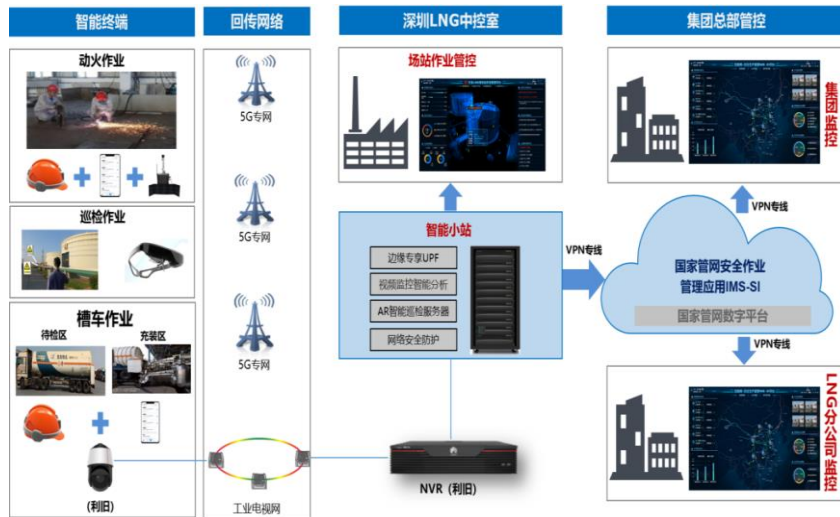 智能终端
动火作业
巡检作业
槽车作业
待检区
充装区
(利旧)
回传网络
5G专网
5G专网
5G专网
工业电视网
深圳LNG中控室
场站作业管控
智能小站
边缘专享UPF
视频监控智能分析
AR智能巡检服务器
网络安全防护
NVR（利旧）
VPN专线
集团总部管控
集团监控
VPN专线
国家管网安全作业
管理应用IMS-SI
国家管网数字平台
VPN专线
LNG分公司监控